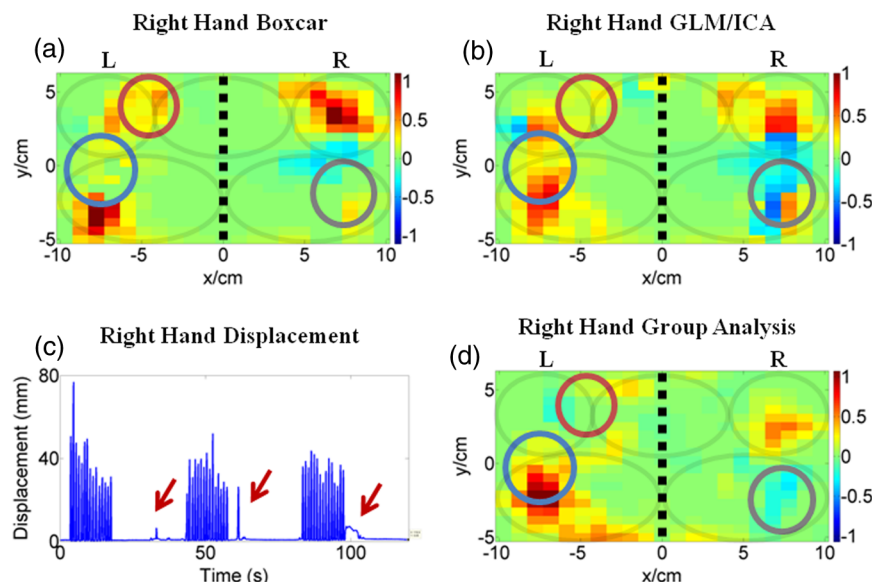 Right Hand Boxcar
(a)
L
R
5
0
-5
y/cm
-10
-5
0
5
10
x/cm
1
0.5
0
-0.5
-1
Right Hand GLM/ICA
(b)
L
R
5
0
-5
y/cm
-10
-5
0
5
10
x/cm
1
0.5
0
-0.5
-1
Right Hand Displacement
(c)
80
40
0
Displacement (mm)
0
50
100
Time (s)
Right Hand Group Analysis
(d)
L
R
5
0
-5
y/cm
-10
-5
0
5
10
x/cm
1
0.5
0
-0.5
-1